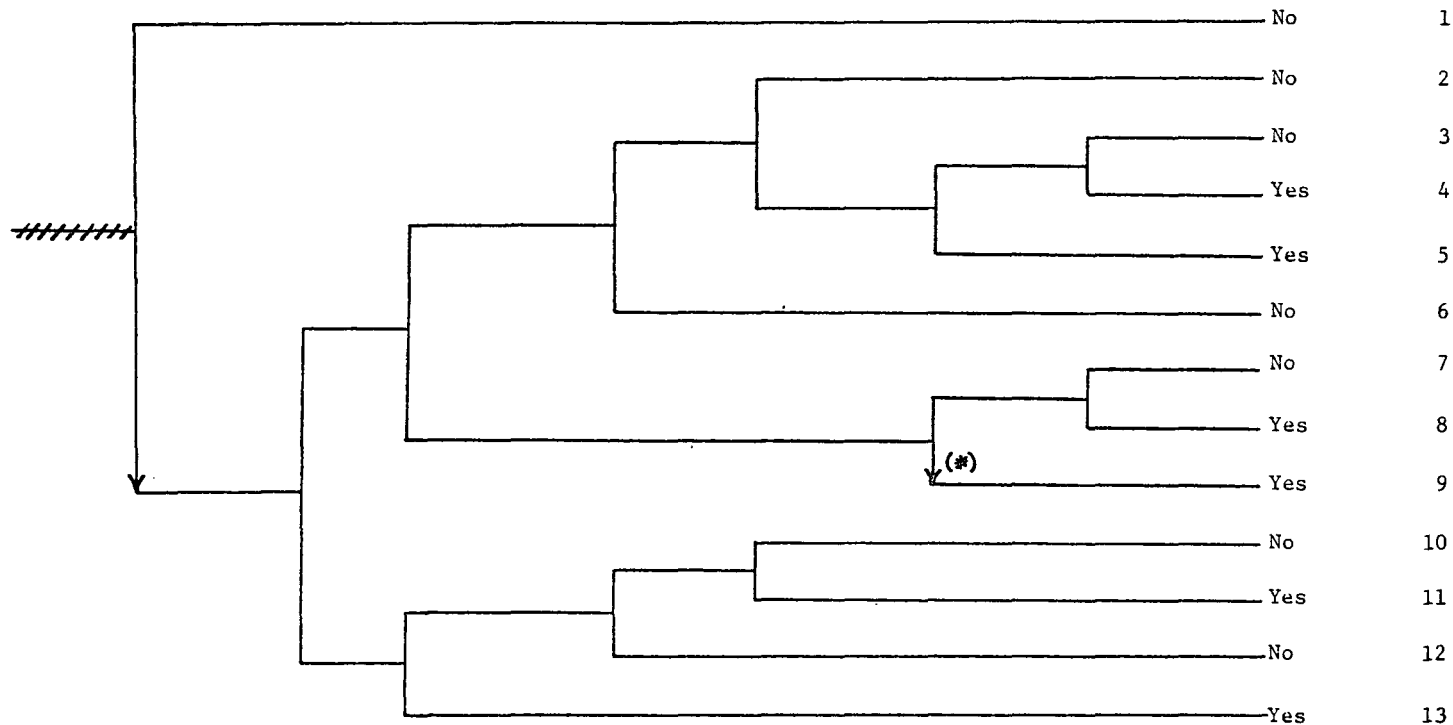 No 1
No 2
No 3
Yes 4
Yes 5
No 6
No 7
Yes 8
(*)
Yes 9
No 10
Yes 11
No 12
Yes 13